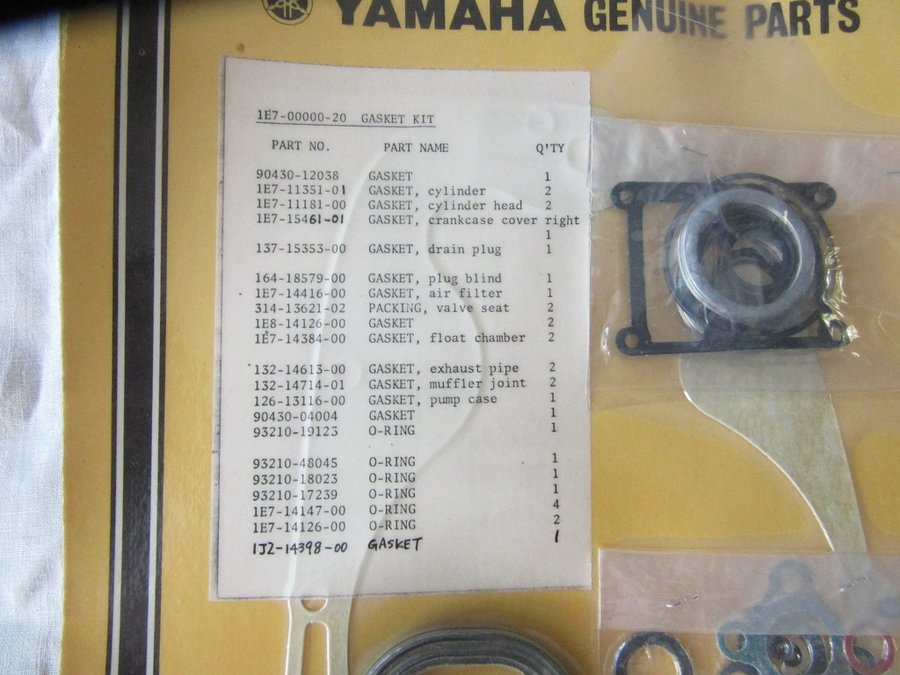 YAMAHA GENUINE PARTS
1E7-00000-20 GASKET KIT
PART NO. PART NAME Q'TY
90430-12038 GASKET 1
1E7-11351-01 GASKET, cylinder 2
1E7-11181-00 GASKET, cylinder head 2
1E7-15461-01 GASKET, crankcase cover right
1
137-15353-00 GASKET, drain plug 1
164-18579-00 GASKET, plug blind 1
1E7-14416-00 GASKET, air filter 1
314-13621-02 PACKING, valve seat 2
1E8-14126-00 GASKET 2
1E7-14384-00 GASKET, float chamber 2
132-14613-00 GASKET, exhaust pipe 2
132-14714-01 GASKET, muffler joint 2
126-13116-00 GASKET, pump case 1
90430-04004 GASKET 1
93210-19123 O-RING 1
93210-48045 O-RING 1
93210-18023 O-RING 1
93210-17239 O-RING 1
1E7-14147-00 O-RING 4
1E7-14126-00 O-RING 2
1J2-14398-00 GASKET 1